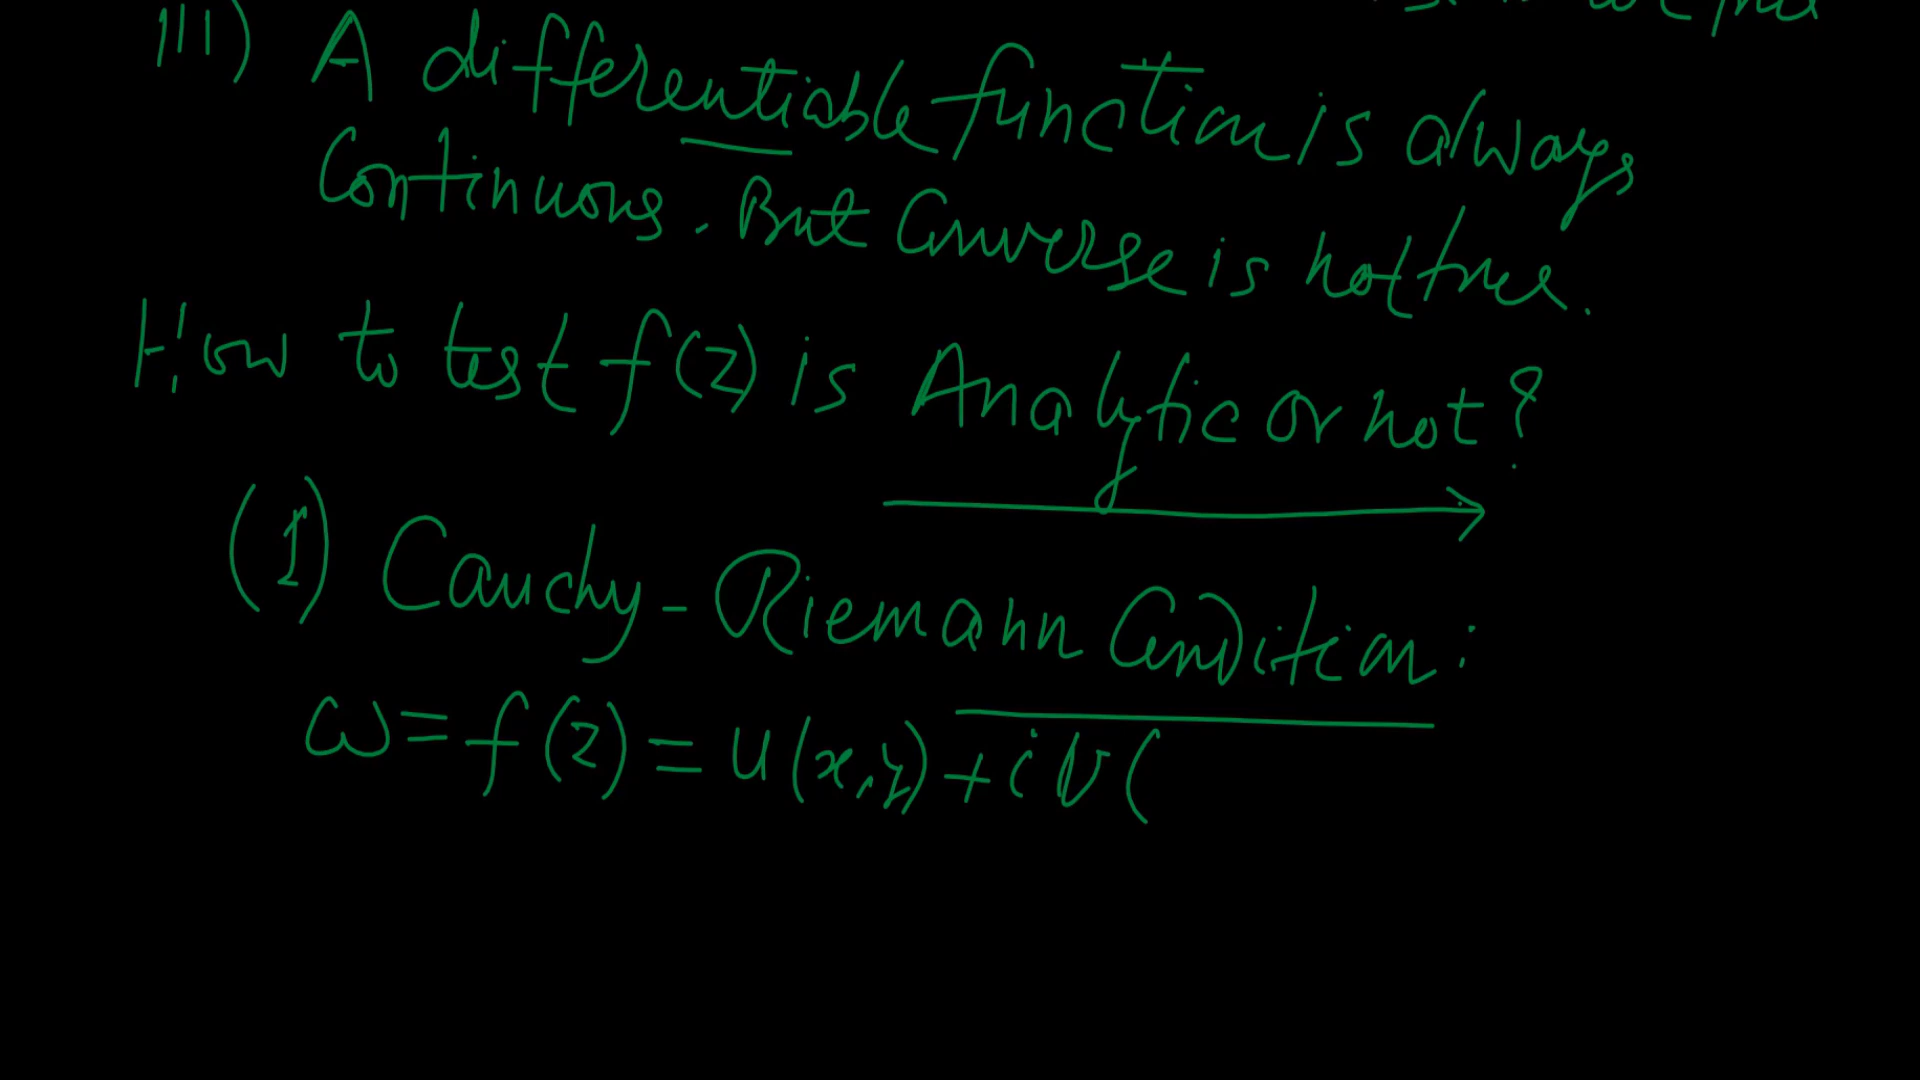 III) A differentiable function is always
Continuous. But Converse is not true.
How to test f(z) is Analytic or not?
(1) Cauchy-Riemann Condition:
ω = f(z) = u(x,y) + iv(